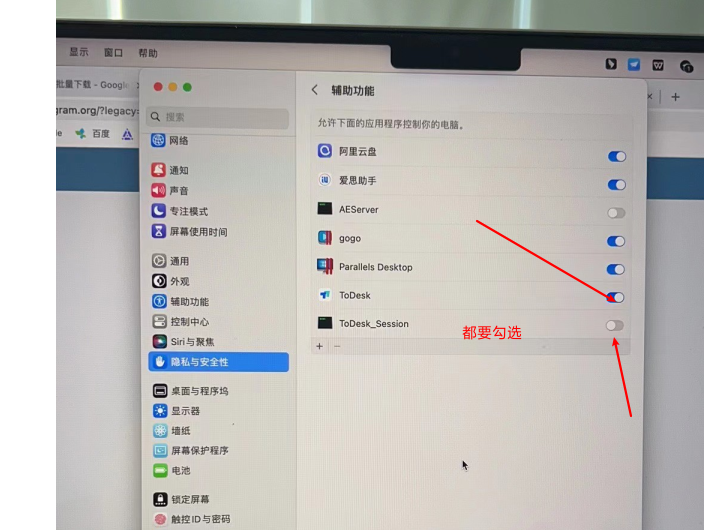 显示 窗口 帮助
批量下载 - Google
gram.org/?legacy=
le 百度
搜索
网络
通知
声音
专注模式
屏幕使用时间
通用
外观
辅助功能
控制中心
Siri与聚焦
隐私与安全性
桌面与程序坞
显示器
墙纸
屏幕保护程序
电池
锁定屏幕
触控ID与密码
辅助功能
允许下面的应用程序控制你的电脑。
阿里云盘
爱思助手
AEServer
gogo
Parallels Desktop
ToDesk
ToDesk_Session
都要勾选